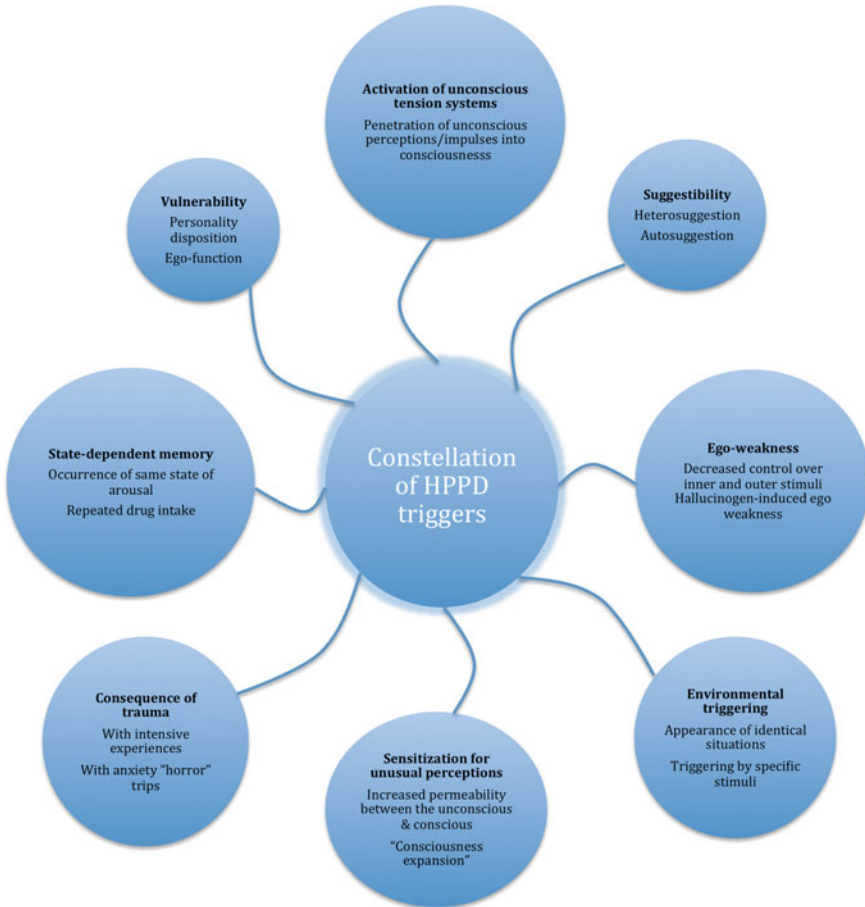 Activation of unconscious
tension systems
Penetration of unconscious
perceptions/impulses into
consciousnesss
Suggestibility
Heterosuggestion
Autosuggestion
Ego-weakness
Decreased control over
inner and outer stimuli
Hallucinogen-induced ego
weakness
Environmental
triggering
Appearance of identical
situations
Triggering by specific
stimuli
Sensitization for
unusual perceptions
Increased permeability
between the unconscious
& conscious
"Consciousness
expansion"
Consequence of
trauma
With intensive
experiences
With anxiety "horror"
trips
State-dependent memory
Occurrence of same state of
arousal
Repeated drug intake
Vulnerability
Personality
disposition
Ego-function
Constellation
of HPPD
triggers